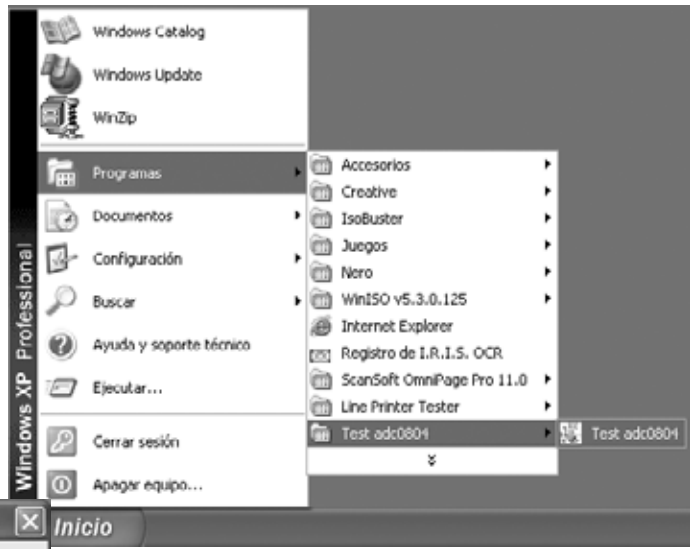 Windows Catalog
Windows Update
WinZip
Programas
Documentos
Configuración
Buscar
Ayuda y soporte técnico
Ejecutar...
Cerrar sesión
Apagar equipo...
Windows XP Professional
Accesorios
Creative
IsoBuster
Juegos
Nero
WinISO v5.3.0.125
Internet Explorer
Registro de I.R.I.S. OCR
ScanSoft OmniPage Pro 11.0
Line Printer Tester
Test adc0804
Test adc0804
Inicio